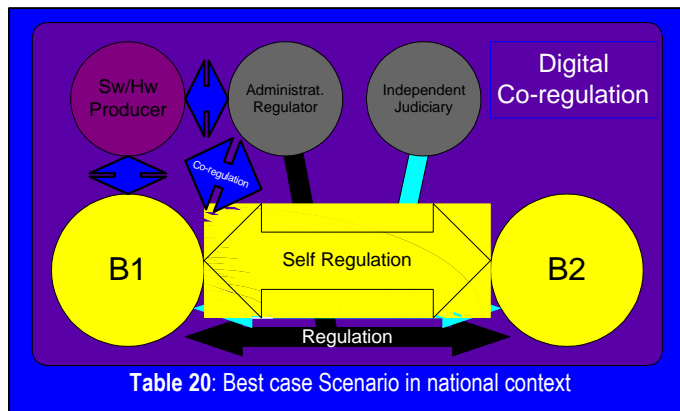 Digital
Co-regulation
Sw/Hw
Producer
Administrat.
Regulator
Independent
Judiciary
Co-regulation
B1
Self Regulation
B2
Regulation
Table 20: Best case Scenario in national context